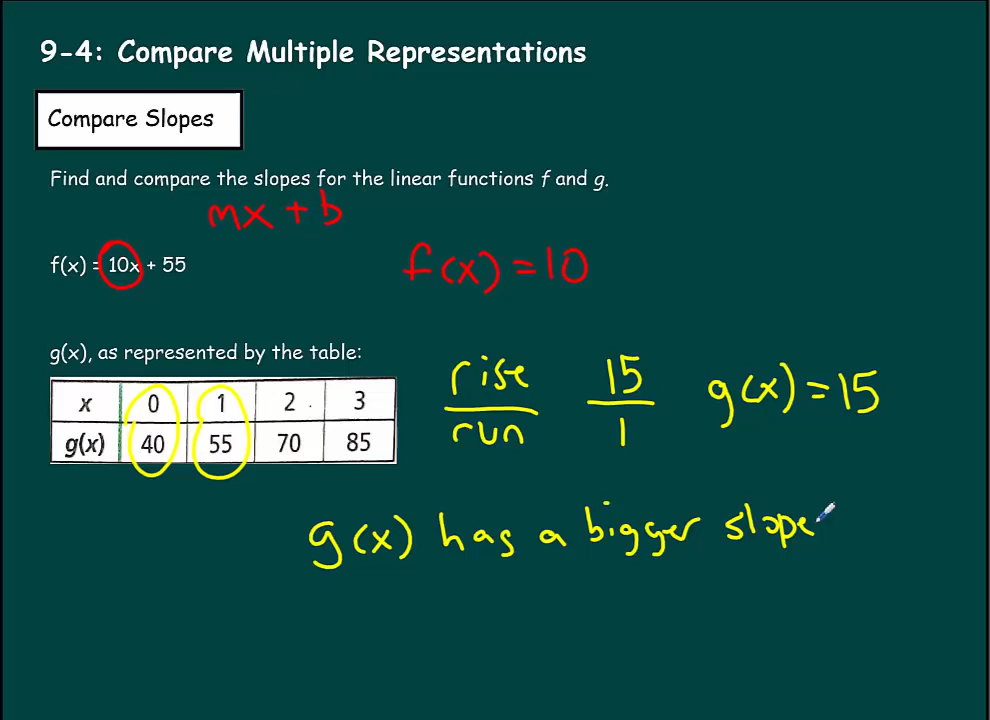 9-4: Compare Multiple Representations
Compare Slopes
Find and compare the slopes for the linear functions f and g.
mx + b
f(x) = 10x + 55
f(x) = 10
g(x), as represented by the table:
x 0 1 2 3
g(x) 40 55 70 85
rise
run
15
1
g(x) = 15
g(x) has a bigger slope